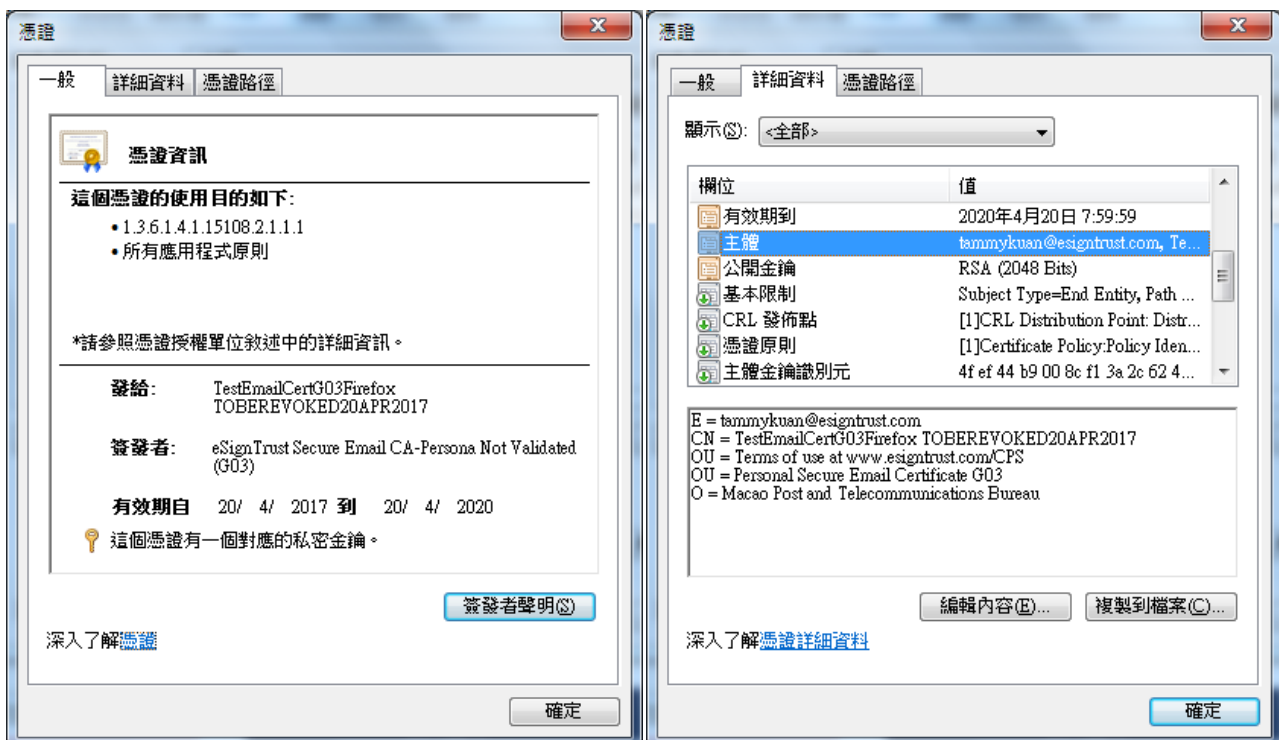 憑證
一般 詳細資料 憑證路徑
憑證資訊
這個憑證的使用目的如下:
• 1.3.6.1.4.1.15108.2.1.1.1
• 所有應用程式原則
*請參照憑證授權單位敘述中的詳細資訊。
發給: TestEmailCertG03Firefox
TOBEREVOKED20APR2017
簽發者: eSignTrust Secure Email CA-Persona Not Validated
(G03)
有效期自 20/ 4/ 2017 到 20/ 4/ 2020
這個憑證有一個對應的私密金鑰。
簽發者聲明(S)
深入了解憑證
確定
憑證
一般 詳細資料 憑證路徑
顯示(S): <全部>
欄位 值
有效期到 2020年4月20日 7:59:59
主體 tammykuan@esigntrust.com, Te...
公開金鑰 RSA (2048 Bits)
基本限制 Subject Type=End Entity, Path ...
CRL 發佈點 [1]CRL Distribution Point: Distr...
憑證原則 [1]Certificate Policy:Policy Iden...
主體金鑰識別元 4f ef 44 b9 00 8c f1 3a 2c 62 4...
E = tammykuan@esigntrust.com
CN = TestEmailCertG03Firefox TOBEREVOKED20APR2017
OU = Terms of use at www.esigntrust.com/CPS
OU = Personal Secure Email Certificate G03
O = Macao Post and Telecommunications Bureau
編輯內容(E)... 複製到檔案(C)...
深入了解憑證詳細資料
確定